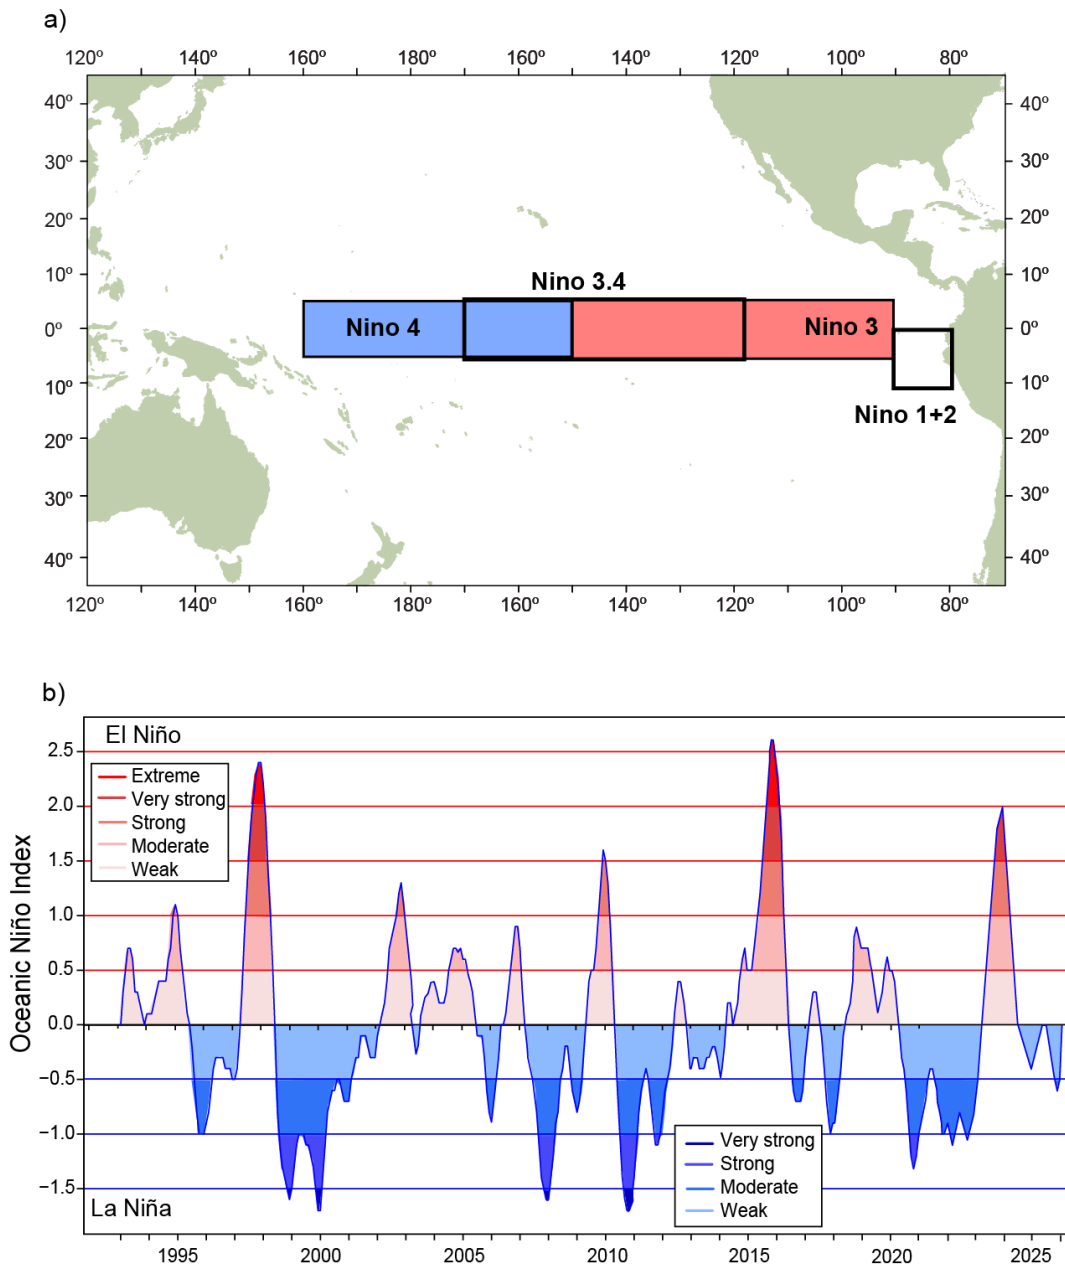 a)
120º 140º 160º 180º 160º 140º 120º 100º 80º
40º 40º
30º 30º
20º 20º
10º 10º
Nino 3.4
0º Nino 4 Nino 3 0º
10º 10º
Nino 1+2
20º 20º
30º 30º
40º 40º
120º 140º 160º 180º 160º 140º 120º 100º 80º
b)
El Niño
2.5
Extreme
Very strong
Strong
Moderate
Weak
2.0
1.5
1.0
0.5
0.0
−0.5
−1.0
−1.5
Oceanic Niño Index
Very strong
Strong
Moderate
Weak
La Niña
1995 2000 2005 2010 2015 2020 2025